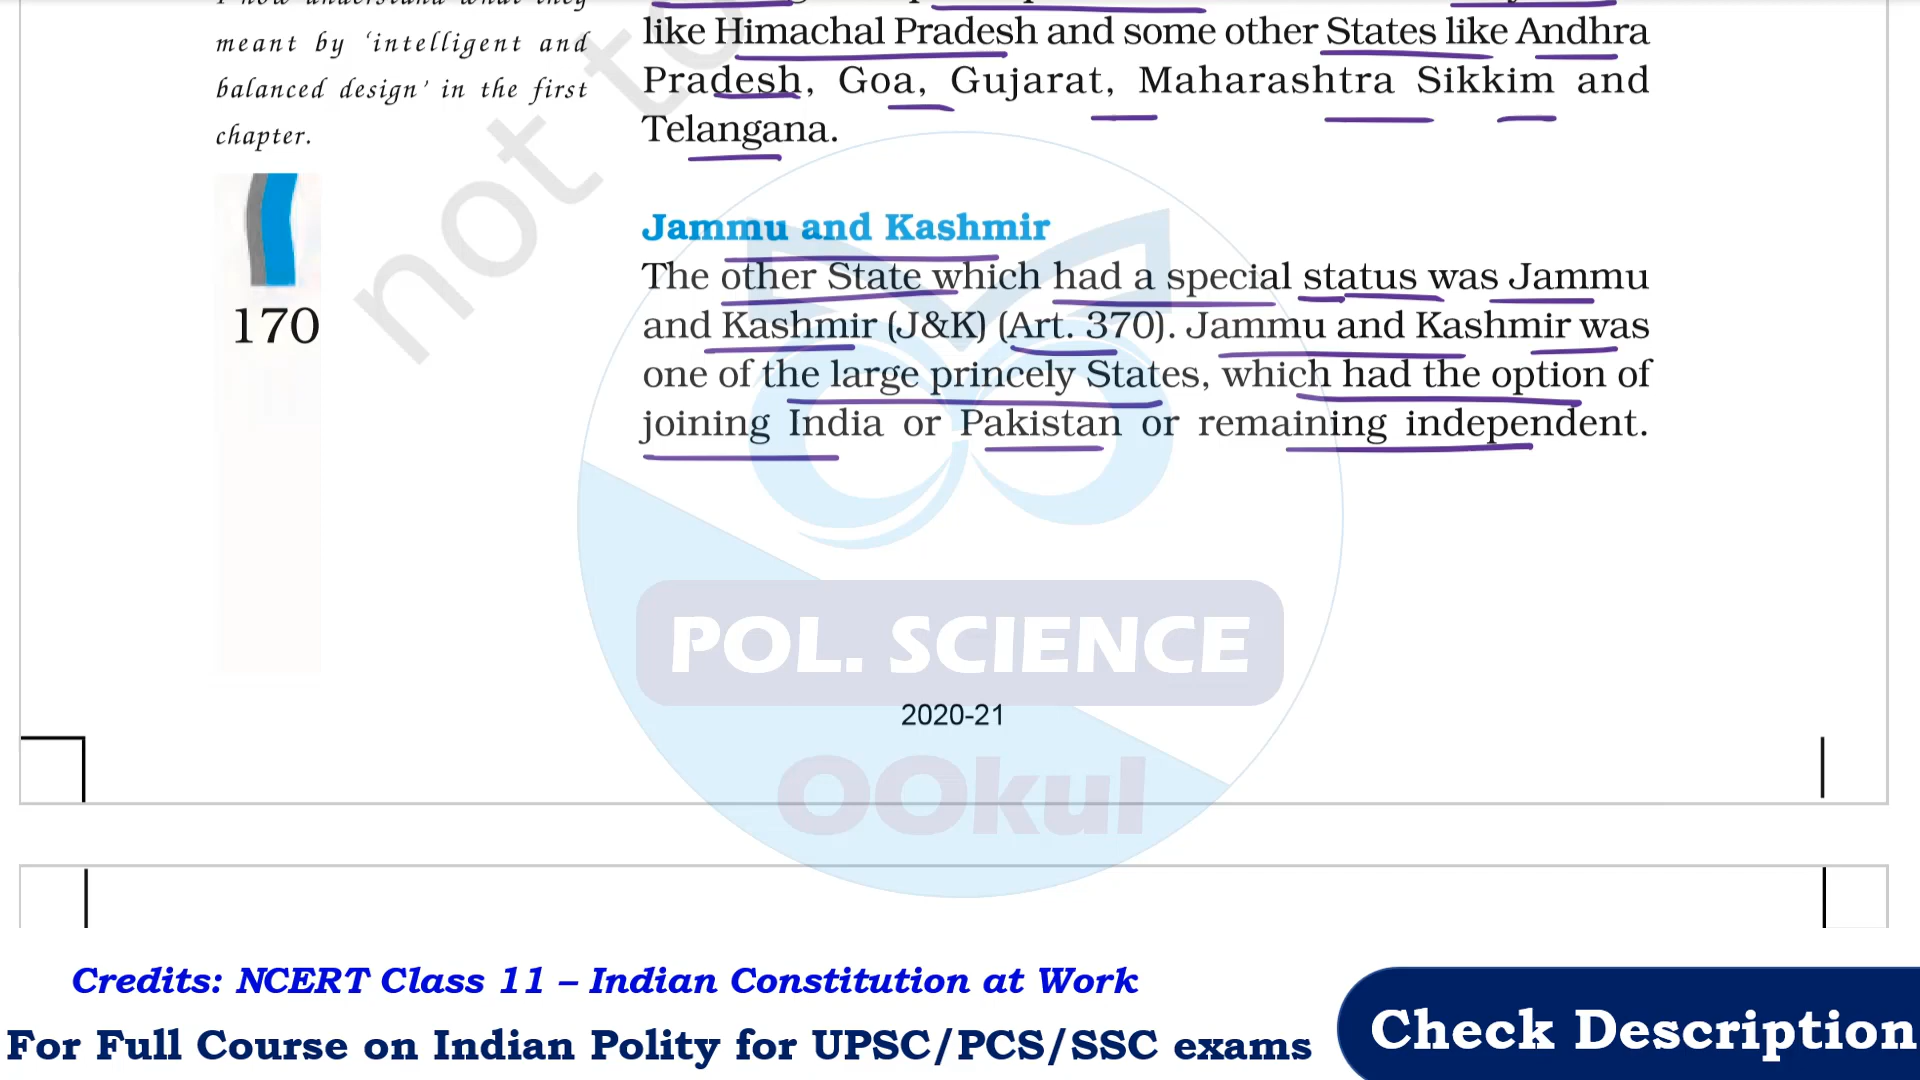 meant by ‘intelligent and
balanced design’ in the first
chapter.
170
like Himachal Pradesh and some other States like Andhra
Pradesh, Goa, Gujarat, Maharashtra Sikkim and
Telangana.
Jammu and Kashmir
The other State which had a special status was Jammu
and Kashmir (J&K) (Art. 370). Jammu and Kashmir was
one of the large princely States, which had the option of
joining India or Pakistan or remaining independent.
not to
POL. SCIENCE
2020-21
OOkul
Credits: NCERT Class 11 – Indian Constitution at Work
For Full Course on Indian Polity for UPSC/PCS/SSC exams
Check Description